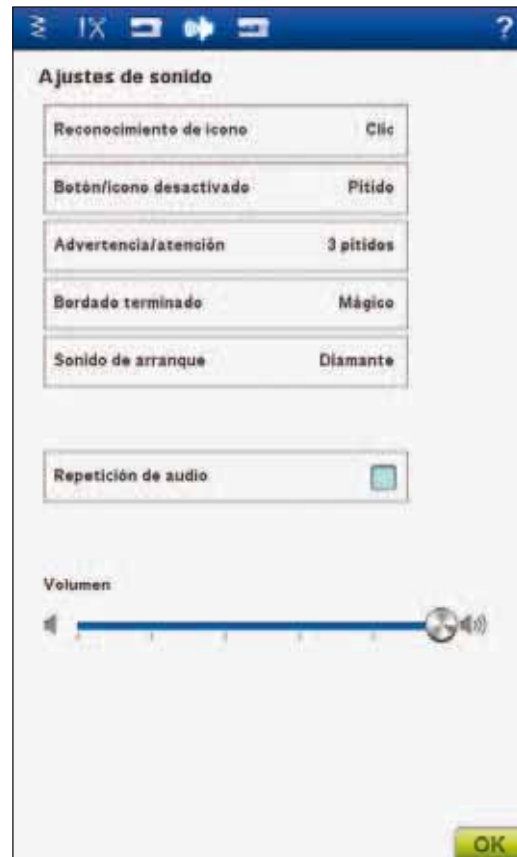 ?
Ajustes de sonido
Reconocimiento de icono Clic
Botón/icono desactivado Pitido
Advertencia/atención 3 pitidos
Bordado terminado Mágico
Sonido de arranque Diamante
Repetición de audio
Volumen
OK